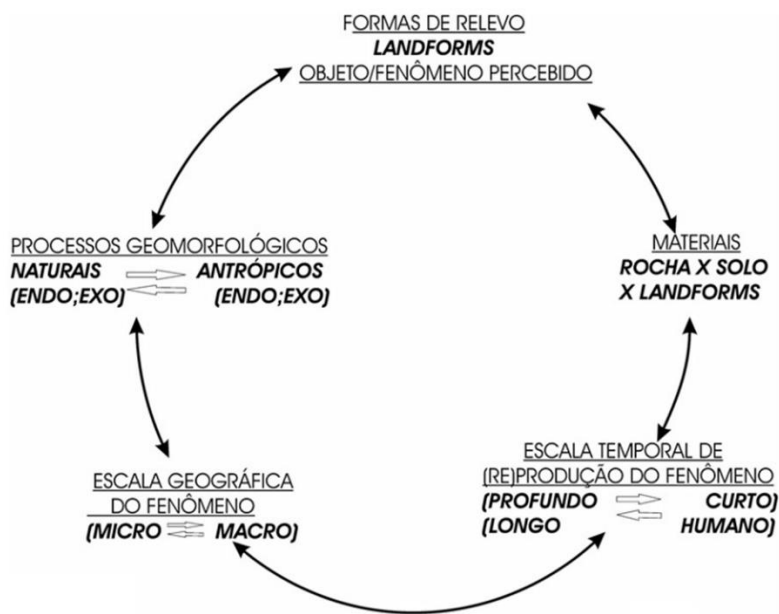 FORMAS DE RELEVO
LANDFORMS
OBJETO/FENÔMENO PERCEBIDO
PROCESSOS GEOMORFOLÓGICOS
NATURAIS ANTRÓPICOS
(ENDO;EXO) (ENDO;EXO)
MATERIAIS
ROCHA X SOLO
X LANDFORMS
ESCALA GEOGRÁFICA
DO FENÔMENO
(MICRO MACRO)
ESCALA TEMPORAL DE
(RE)PRODUÇÃO DO FENÔMENO
(PROFUNDO CURTO)
(LONGO HUMANO)